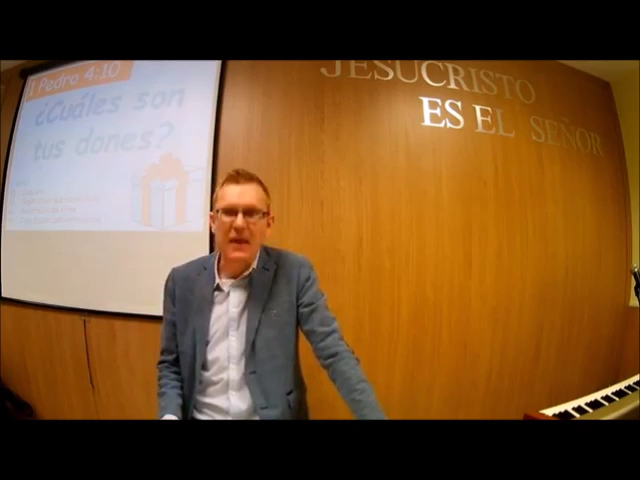 1 Pedro 4:10
¿Cuáles son
tus dones?
JESUCRISTO
ES EL SEÑOR